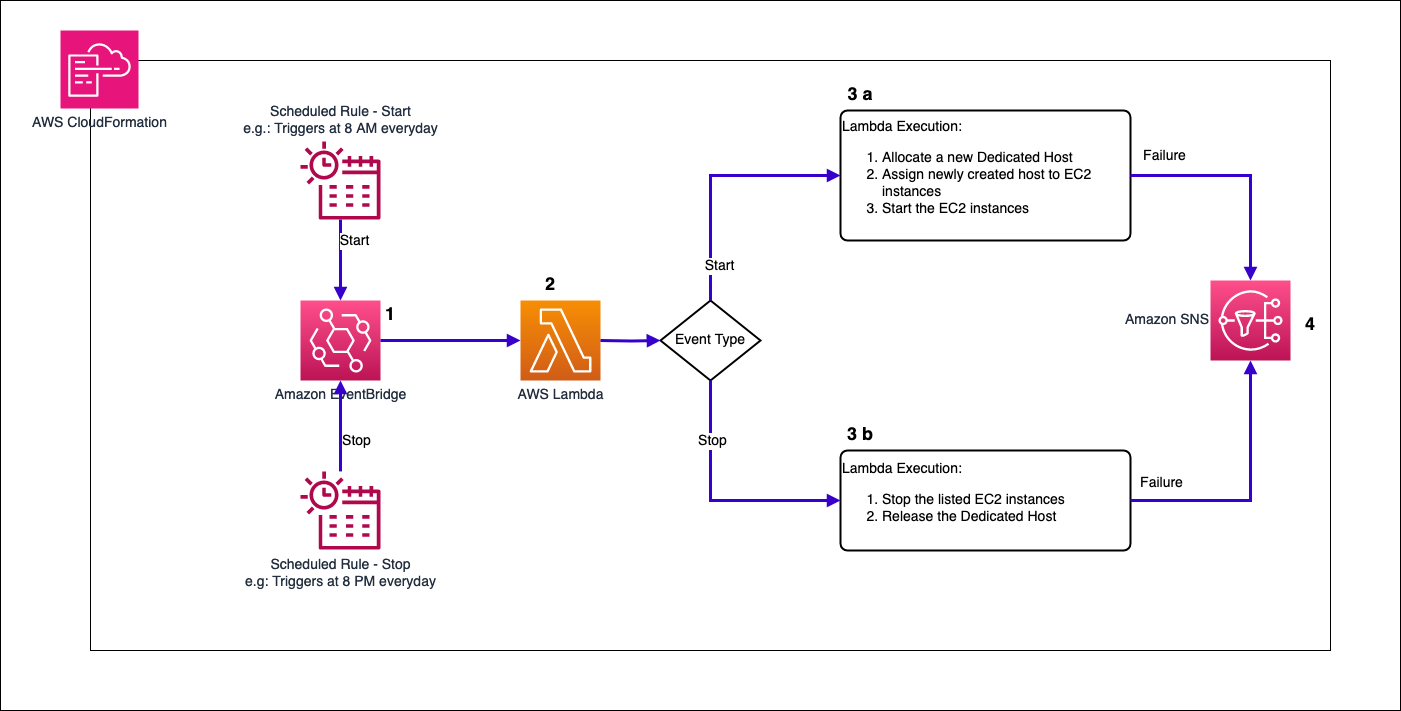 AWS CloudFormation
Scheduled Rule - Start
e.g.: Triggers at 8 AM everyday
Start
1
Amazon EventBridge
Stop
Scheduled Rule - Stop
e.g: Triggers at 8 PM everyday
2
AWS Lambda
Event Type
Start
Stop
3 a
Lambda Execution:
1. Allocate a new Dedicated Host
2. Assign newly created host to EC2
instances
3. Start the EC2 instances
Failure
3 b
Lambda Execution:
1. Stop the listed EC2 instances
2. Release the Dedicated Host
Failure
Amazon SNS
4